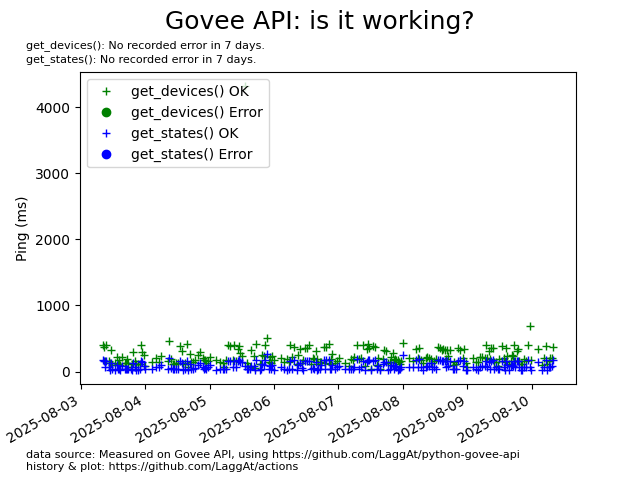 Govee API: is it working?
get_devices(): No recorded error in 7 days.
get_states(): No recorded error in 7 days.
get_devices() OK
get_devices() Error
get_states() OK
get_states() Error
Ping (ms)
4000
3000
2000
1000
0
2025-08-03
2025-08-04
2025-08-05
2025-08-06
2025-08-07
2025-08-08
2025-08-09
2025-08-10
data source: Measured on Govee API, using https://github.com/LaggAt/python-govee-api
history & plot: https://github.com/LaggAt/actions